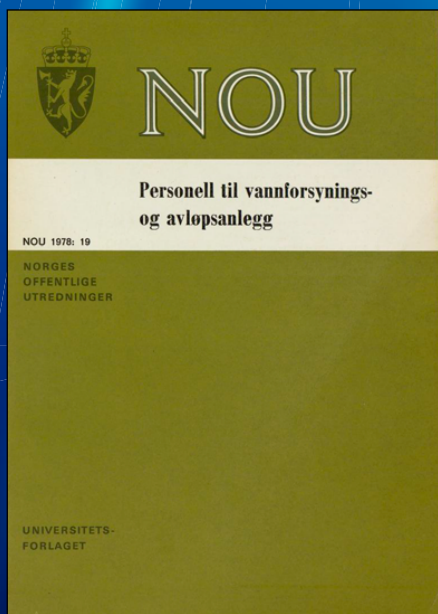 NOU
Personell til vannforsynings-
og avløpsanlegg
NOU 1978: 19
NORGES
OFFENTLIGE
UTREDNINGER
UNIVERSITETS-
FORLAGET